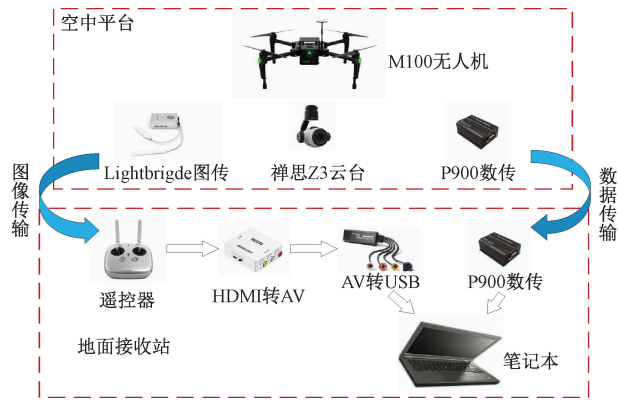 空中平台
M100无人机
Lightbrigde图传
禅思Z3云台
P900数传
图像传输
数据传输
遥控器
HDMI转AV
AV转USB
P900数传
地面接收站
笔记本